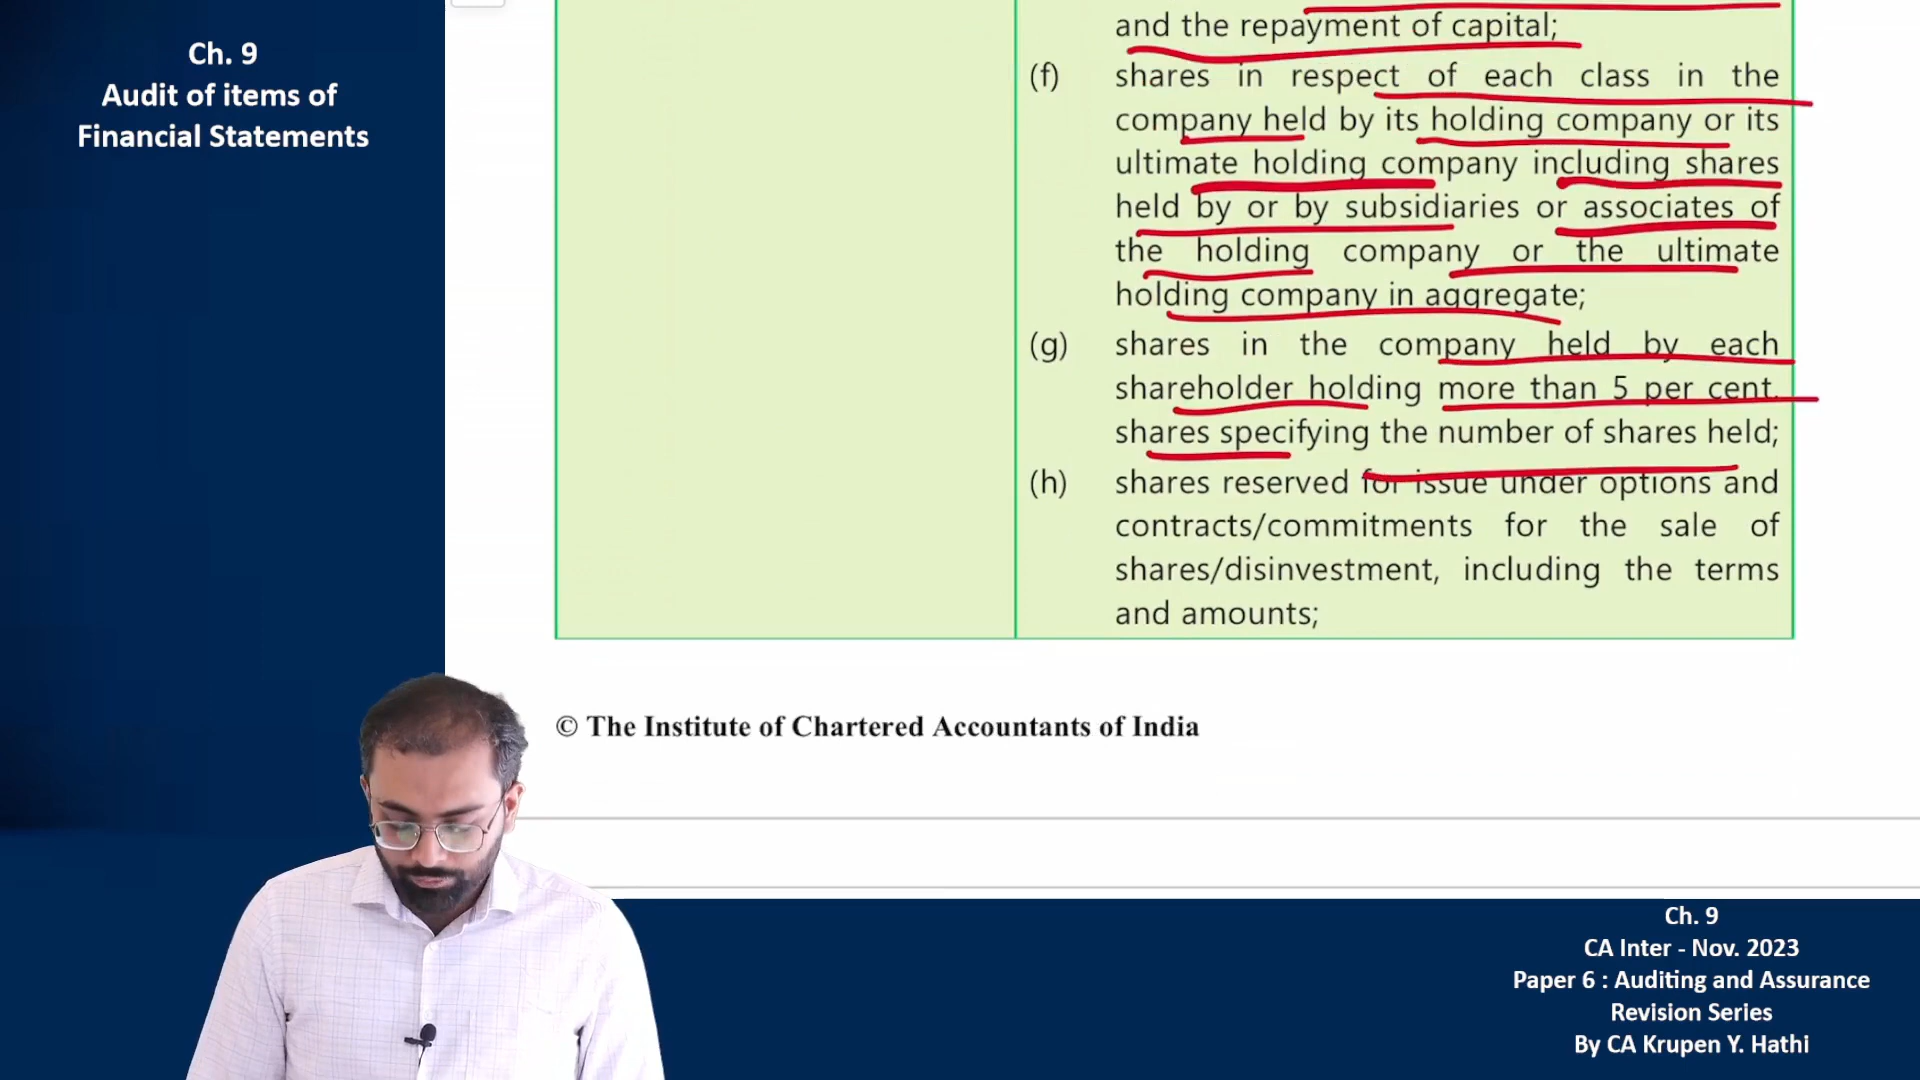 Ch. 9
Audit of items of
Financial Statements
and the repayment of capital;
(f) shares in respect of each class in the
company held by its holding company or its
ultimate holding company including shares
held by or by subsidiaries or associates of
the holding company or the ultimate
holding company in aggregate;
(g) shares in the company held by each
shareholder holding more than 5 per cent.
shares specifying the number of shares held;
(h) shares reserved for issue under options and
contracts/commitments for the sale of
shares/disinvestment, including the terms
and amounts;
© The Institute of Chartered Accountants of India
Ch. 9
CA Inter - Nov. 2023
Paper 6 : Auditing and Assurance
Revision Series
By CA Krupen Y. Hathi